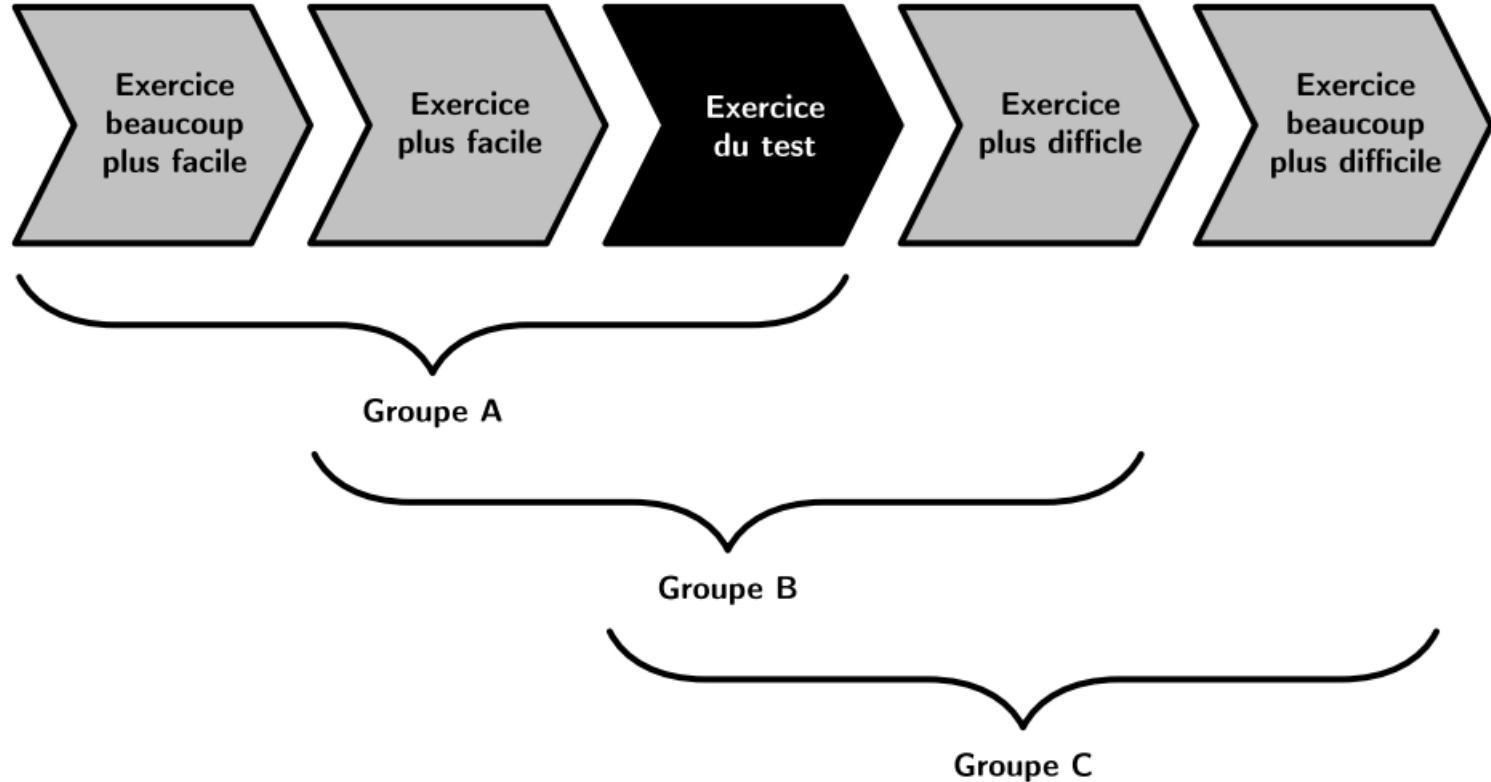 Exercice
beaucoup
plus facile
Exercice
plus facile
Exercice
du test
Exercice
plus difficle
Exercice
beaucoup
plus difficile
Groupe A
Groupe B
Groupe C